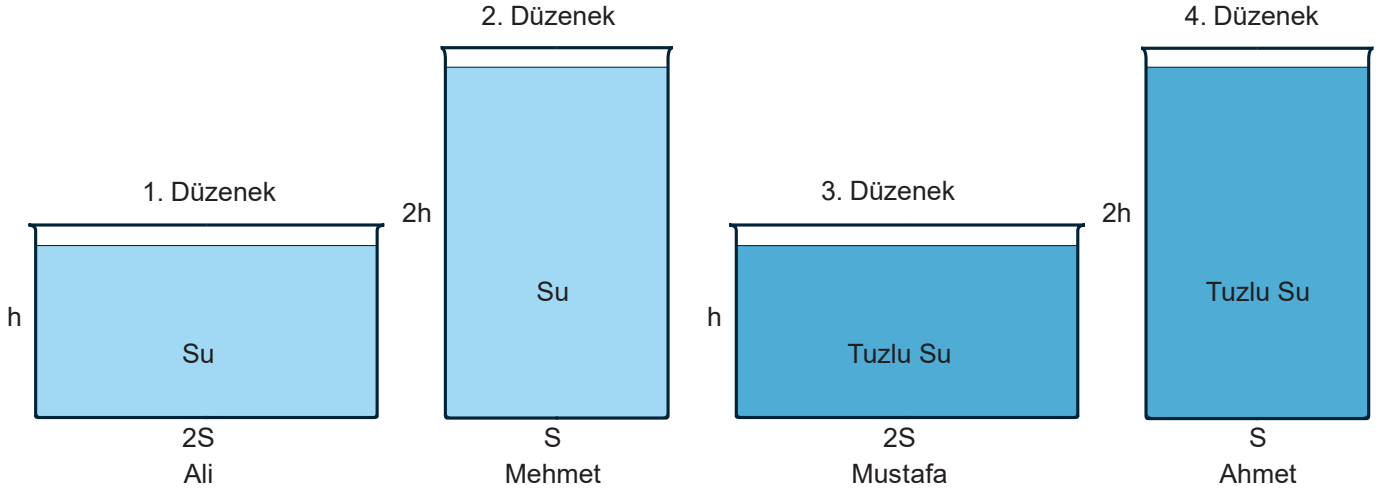 1. Düzenek
h
Su
2S
Ali
2. Düzenek
2h
Su
S
Mehmet
3. Düzenek
h
Tuzlu Su
2S
Mustafa
4. Düzenek
2h
Tuzlu Su
S
Ahmet